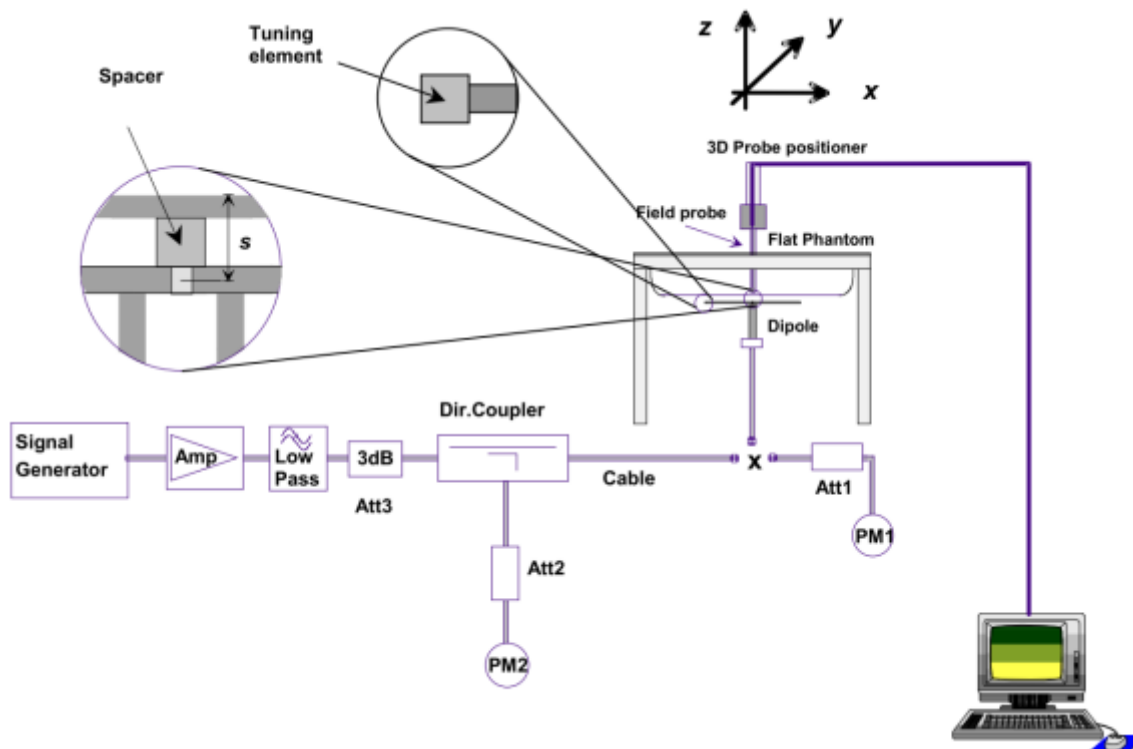 Tuning
element
Spacer
z
y
x
3D Probe positioner
s
Field probe
Flat Phantom
Dipole
Dir.Coupler
Signal
Generator
Amp
Low
Pass
3dB
Att3
Cable
x
Att1
PM1
Att2
PM2